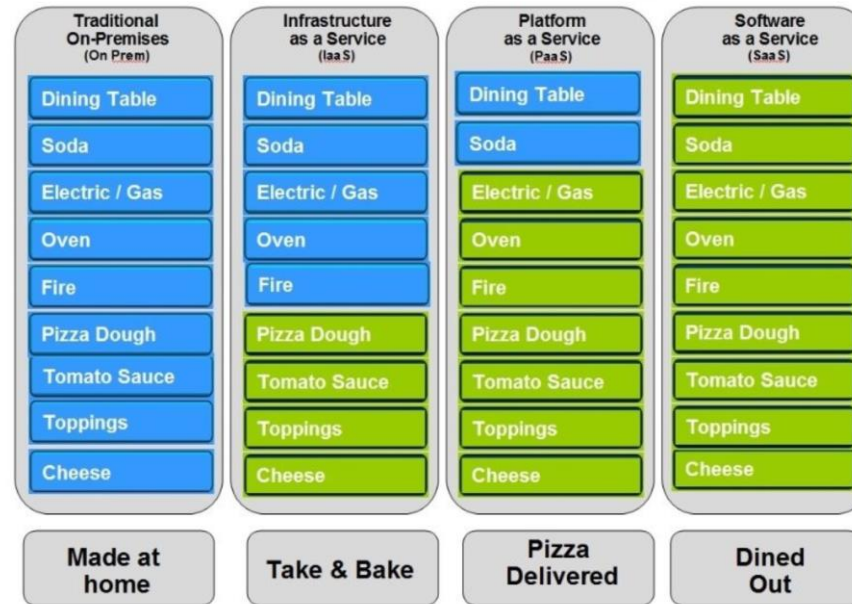 Traditional
On-Premises
(On Prem)
Dining Table
Soda
Electric / Gas
Oven
Fire
Pizza Dough
Tomato Sauce
Toppings
Cheese
Made at
home
Infrastructure
as a Service
(IaaS)
Dining Table
Soda
Electric / Gas
Oven
Fire
Pizza Dough
Tomato Sauce
Toppings
Cheese
Take & Bake
Platform
as a Service
(PaaS)
Dining Table
Soda
Electric / Gas
Oven
Fire
Pizza Dough
Tomato Sauce
Toppings
Cheese
Pizza
Delivered
Software
as a Service
(SaaS)
Dining Table
Soda
Electric / Gas
Oven
Fire
Pizza Dough
Tomato Sauce
Toppings
Cheese
Dined
Out